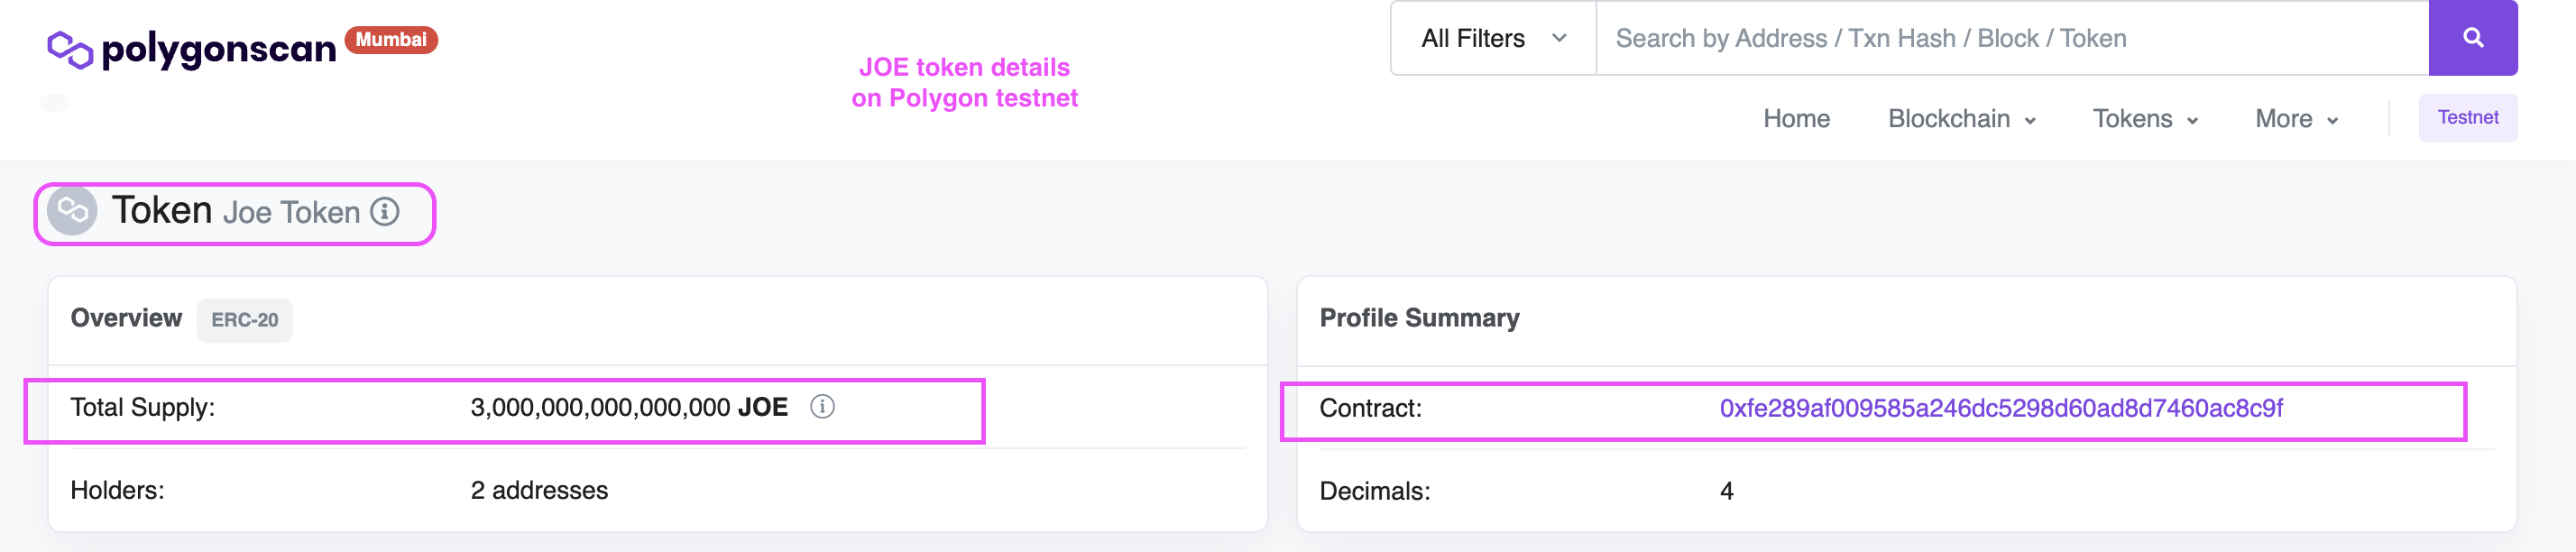 polygonscan Mumbai
JOE token details
on Polygon testnet
All Filters
Search by Address / Txn Hash / Block / Token
Home Blockchain Tokens More Testnet
Token Joe Token
Overview ERC-20
Total Supply: 3,000,000,000,000,000 JOE
Holders: 2 addresses
Profile Summary
Contract: 0xfe289af009585a246dc5298d60ad8d7460ac8c9f
Decimals: 4